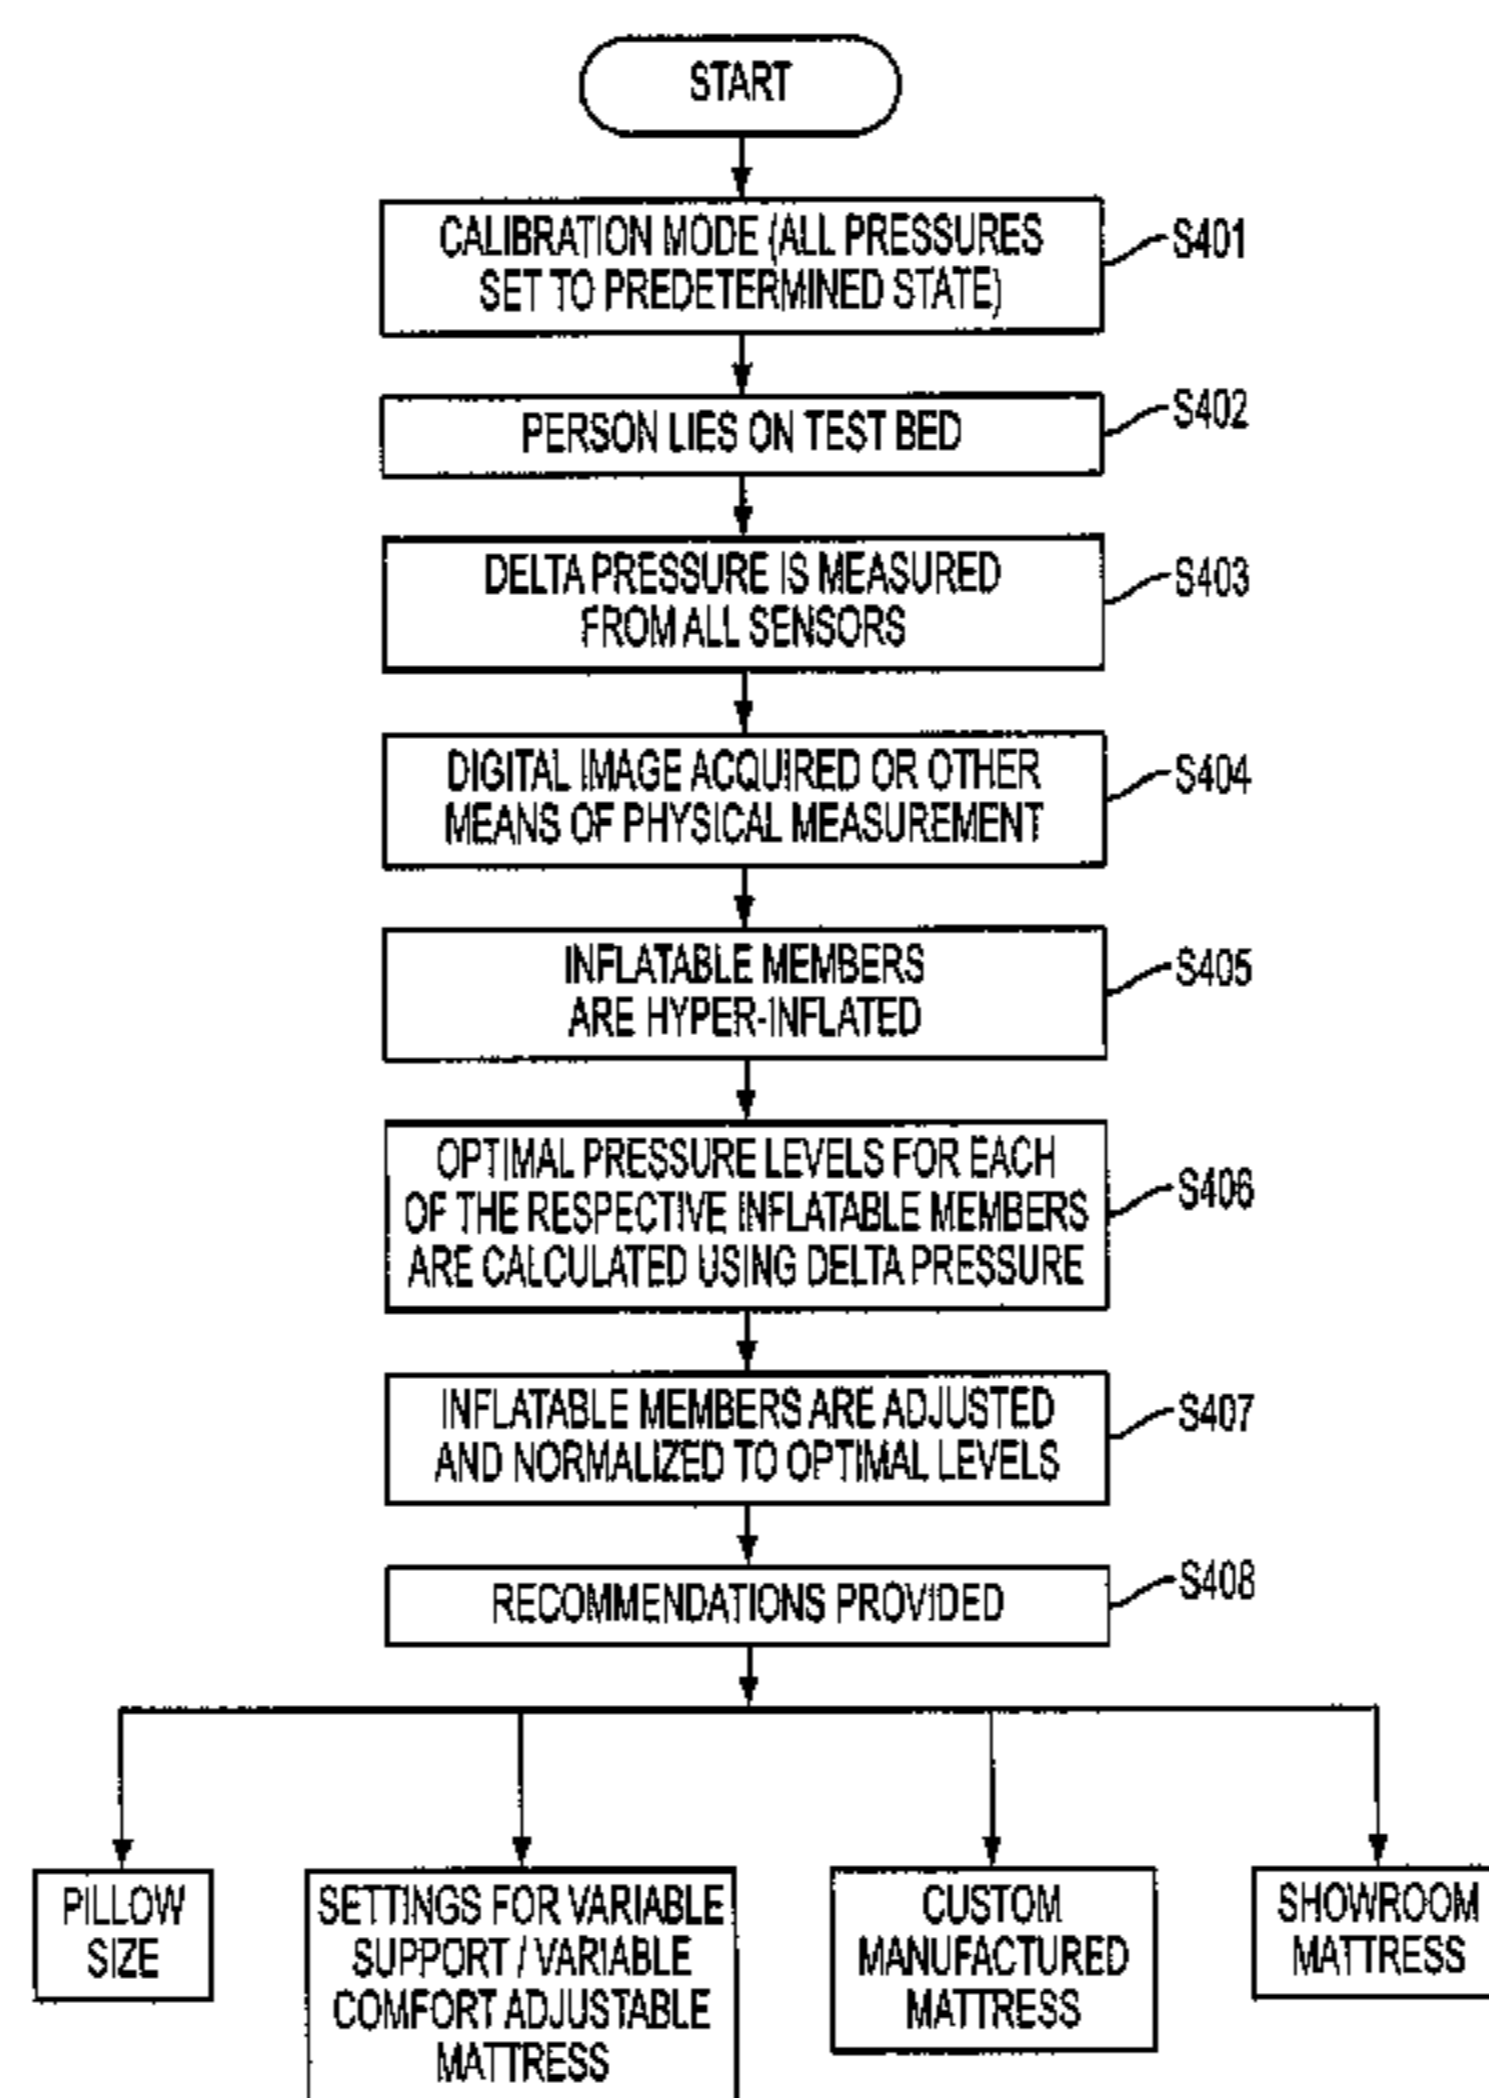 START
CALIBRATION MODE (ALL PRESSURES
SET TO PREDETERMINED STATE)
S401
PERSON LIES ON TEST BED
S402
DELTA PRESSURE IS MEASURED
FROM ALL SENSORS
S403
DIGITAL IMAGE ACQUIRED OR OTHER
MEANS OF PHYSICAL MEASUREMENT
S404
INFLATABLE MEMBERS
ARE HYPER-INFLATED
S405
OPTIMAL PRESSURE LEVELS FOR EACH
OF THE RESPECTIVE INFLATABLE MEMBERS
ARE CALCULATED USING DELTA PRESSURE
S406
INFLATABLE MEMBERS ARE ADJUSTED
AND NORMALIZED TO OPTIMAL LEVELS
S407
RECOMMENDATIONS PROVIDED
S408
PILLOW
SIZE
SETTINGS FOR VARIABLE
SUPPORT / VARIABLE
COMFORT ADJUSTABLE
MATTRESS
CUSTOM
MANUFACTURED
MATTRESS
SHOWROOM
MATTRESS